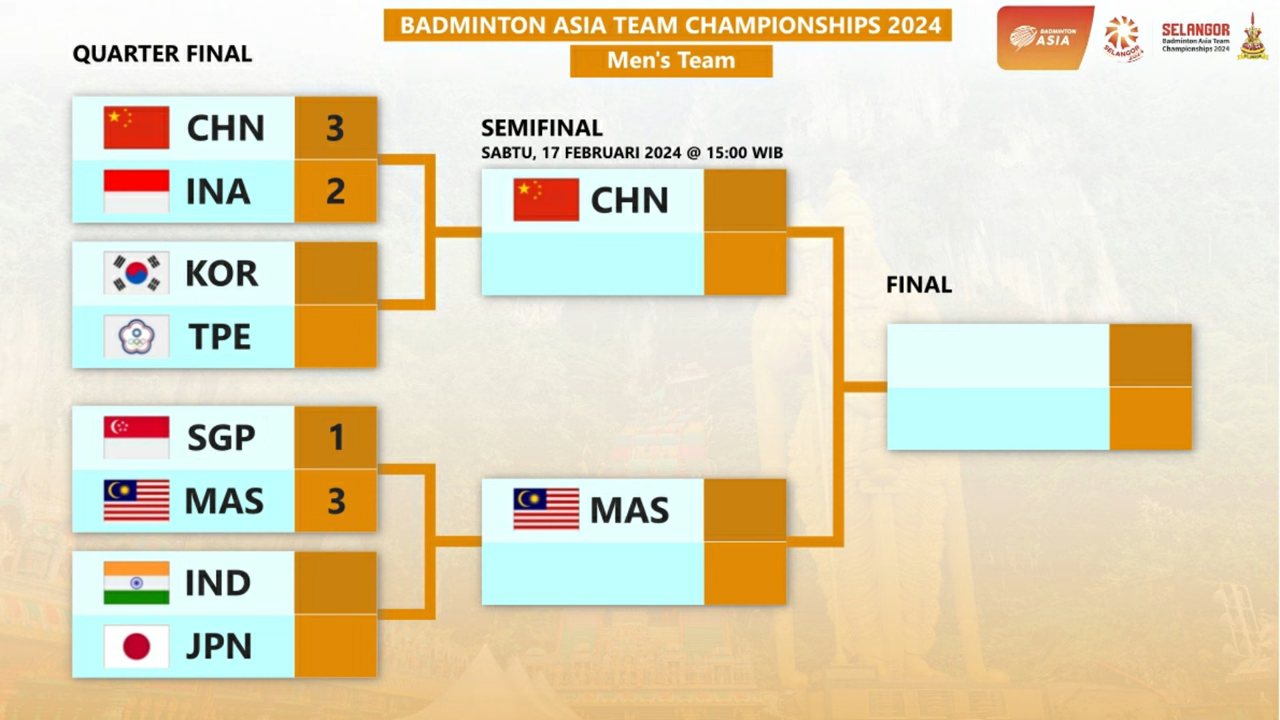 BADMINTON ASIA TEAM CHAMPIONSHIPS 2024
Men's Team
BADMINTON
ASIA
SELANGOR
SELANGOR
Badminton Asia Team
Championships 2024
QUARTER FINAL
CHN 3
INA 2
KOR
TPE
SGP 1
MAS 3
IND
JPN
SEMIFINAL
SABTU, 17 FEBRUARI 2024 @ 15:00 WIB
CHN
MAS
FINAL